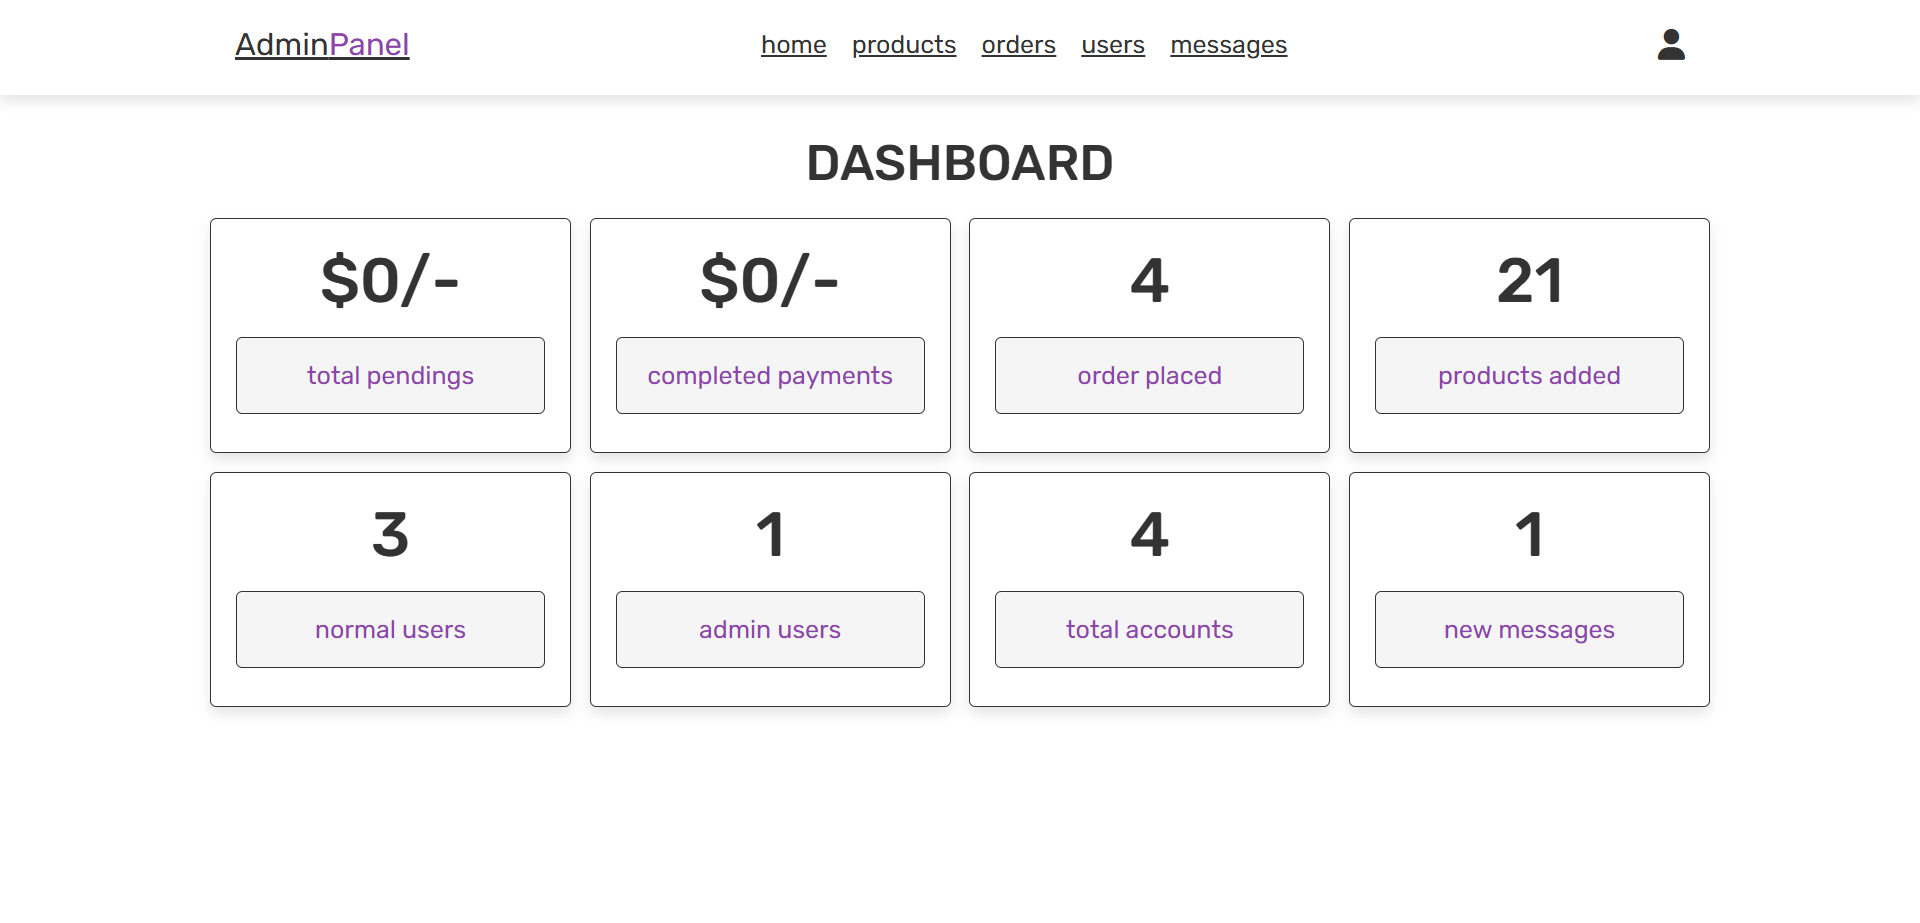 AdminPanel home products orders users messages
DASHBOARD
$0/- $0/- 4 21
total pendings completed payments order placed products added
3 1 4 1
normal users admin users total accounts new messages